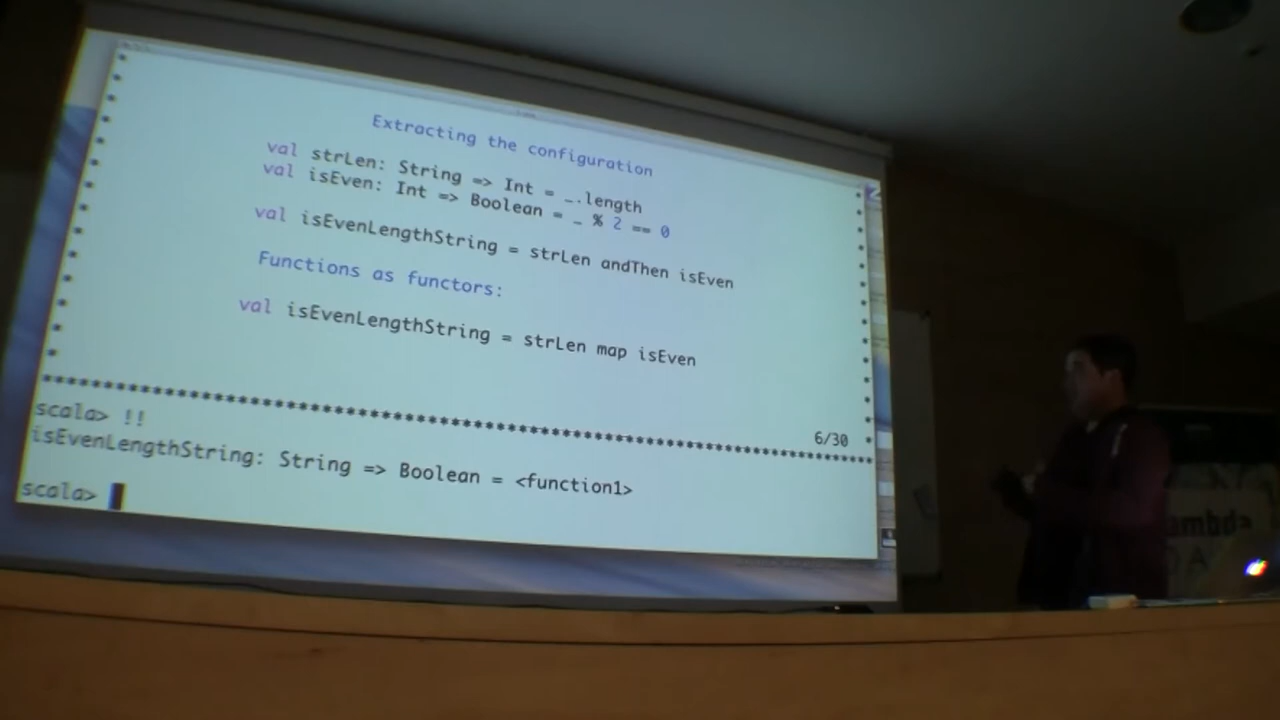 Extracting the configuration
val strLen: String => Int = _.length
val isEven: Int => Boolean = _ % 2 == 0
val isEvenLengthString = strLen andThen isEven
Functions as functors:
val isEvenLengthString = strLen map isEven
6/30
scala> !!
isEvenLengthString: String => Boolean = <function1>
scala>